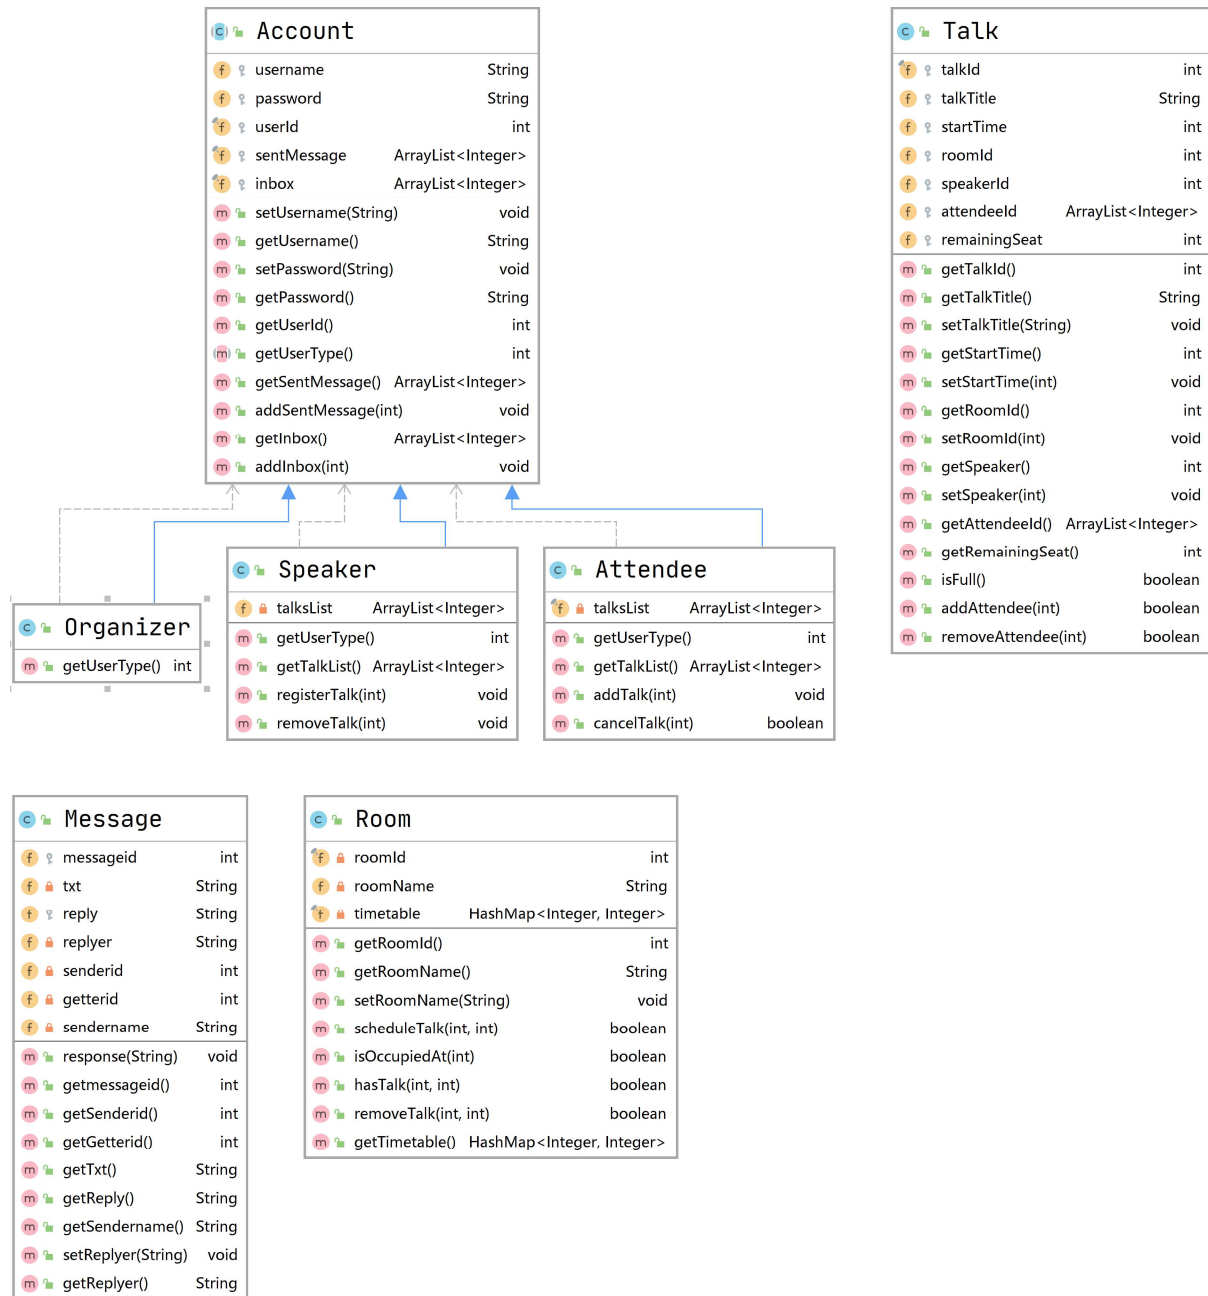 Account
username String
password String
userId int
sentMessage ArrayList<Integer>
inbox ArrayList<Integer>
setUsername(String) void
getUsername() String
setPassword(String) void
getPassword() String
getUserId() int
getUserType() int
getSentMessage() ArrayList<Integer>
addSentMessage(int) void
getInbox() ArrayList<Integer>
addInbox(int) void
Talk
talkId int
talkTitle String
startTime int
roomId int
speakerId int
attendeeId ArrayList<Integer>
remainingSeat int
getTalkId() int
getTalkTitle() String
setTalkTitle(String) void
getStartTime() int
setStartTime(int) void
getRoomId() int
setRoomId(int) void
getSpeaker() int
setSpeaker(int) void
getAttendeeId() ArrayList<Integer>
getRemainingSeat() int
isFull() boolean
addAttendee(int) boolean
removeAttendee(int) boolean
Organizer
getUserType() int
Speaker
talksList ArrayList<Integer>
getUserType() int
getTalkList() ArrayList<Integer>
registerTalk(int) void
removeTalk(int) void
Attendee
talksList ArrayList<Integer>
getUserType() int
getTalkList() ArrayList<Integer>
addTalk(int) void
cancelTalk(int) boolean
Message
messageid int
txt String
reply String
replyer String
senderid int
getterid int
sendername String
response(String) void
getmessageid() int
getSenderid() int
getGetterid() int
getTxt() String
getReply() String
getSendername() String
setReplyer(String) void
getReplyer() String
Room
roomId int
roomName String
timetable HashMap<Integer, Integer>
getRoomId() int
getRoomName() String
setRoomName(String) void
scheduleTalk(int, int) boolean
isOccupiedAt(int) boolean
hasTalk(int, int) boolean
removeTalk(int, int) boolean
getTimetable() HashMap<Integer, Integer>